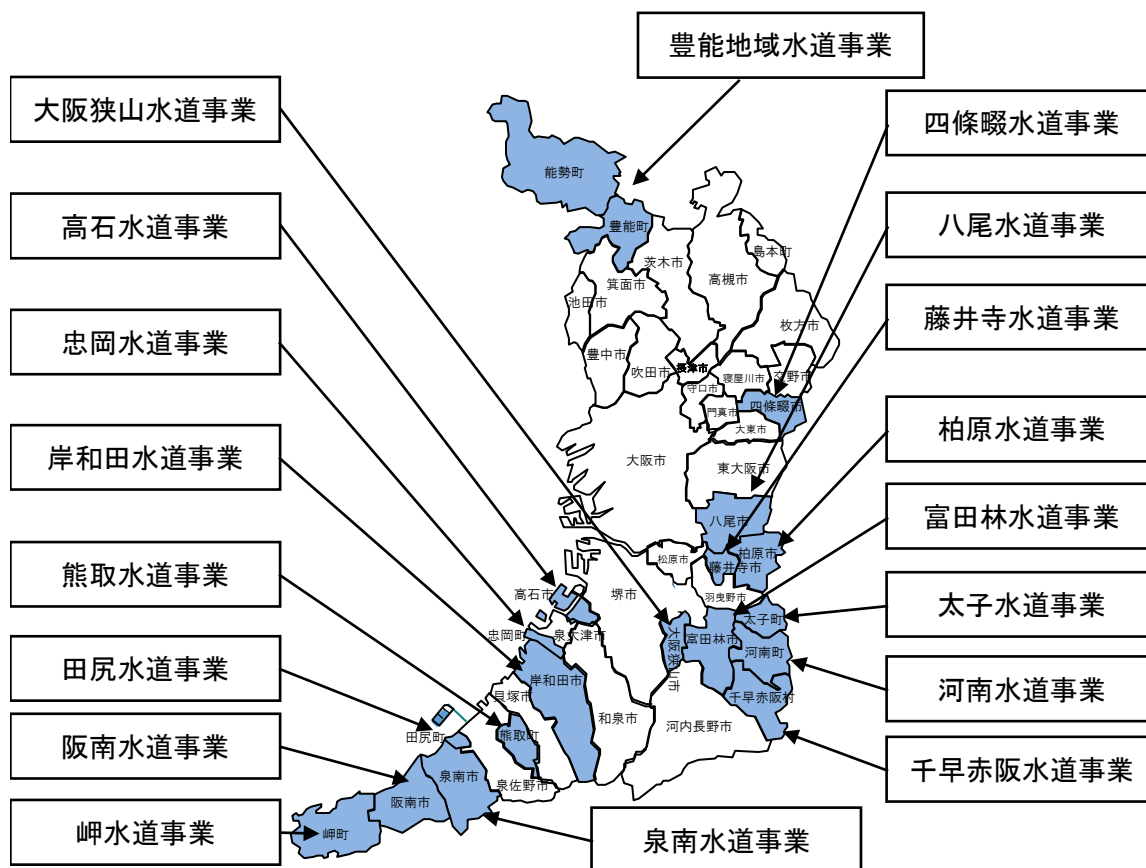 豊能地域水道事業
大阪狭山水道事業
四條畷水道事業
高石水道事業
八尾水道事業
忠岡水道事業
藤井寺水道事業
岸和田水道事業
柏原水道事業
熊取水道事業
富田林水道事業
田尻水道事業
太子水道事業
阪南水道事業
河南水道事業
岬水道事業
千早赤阪水道事業
泉南水道事業
能勢町
豊能町
島本町
茨木市
高槻市
箕面市
池田市
枚方市
豊中市
吹田市
寝屋川市
交野市
守口市
門真市
四條畷市
大東市
大阪市
東大阪市
八尾市
松原市
柏原市
藤井寺市
高石市
堺市
羽曳野市
太子町
忠岡町
泉大津市
大阪狭山市
富田林市
河南町
岸和田市
千早赤阪村
貝塚市
和泉市
河内長野市
田尻町
熊取町
泉南市
泉佐野市
阪南市
岬町